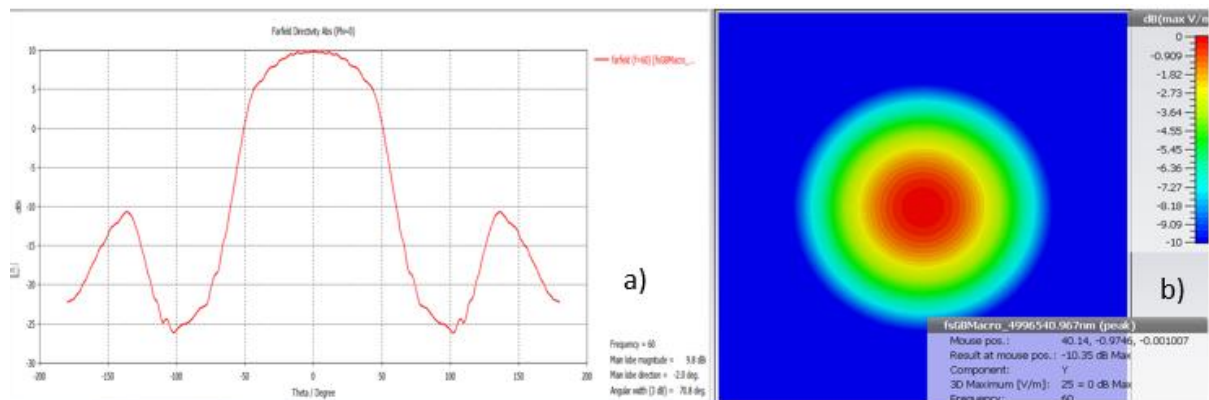 Farfield Directivity Abs (Phi=0)
10
5
0
-5
-10
-15
-20
-25
-30
-200
-150
-100
-50
0
50
100
150
200
Theta / Degree
farfield (f=60) [fsGBMacro_...
a)
Frequency = 60
Main lobe magnitude = 9.8 dBi
Main lobe direction = -2.0 deg.
Angular width (3 dB) = 70.8 deg.
dB(max V/m
0
-0.909
-1.82
-2.73
-3.64
-4.55
-5.45
-6.36
-7.27
-8.18
-9.09
-10
b)
fsGBMacro_4996540.967nm (peak)
Mouse pos.: 40.14, -0.9746, -0.001007
Result at mouse pos.: -10.35 dB Max
Component: Y
3D Maximum [V/m]: 25 = 0 dB Max
Frequency: 60